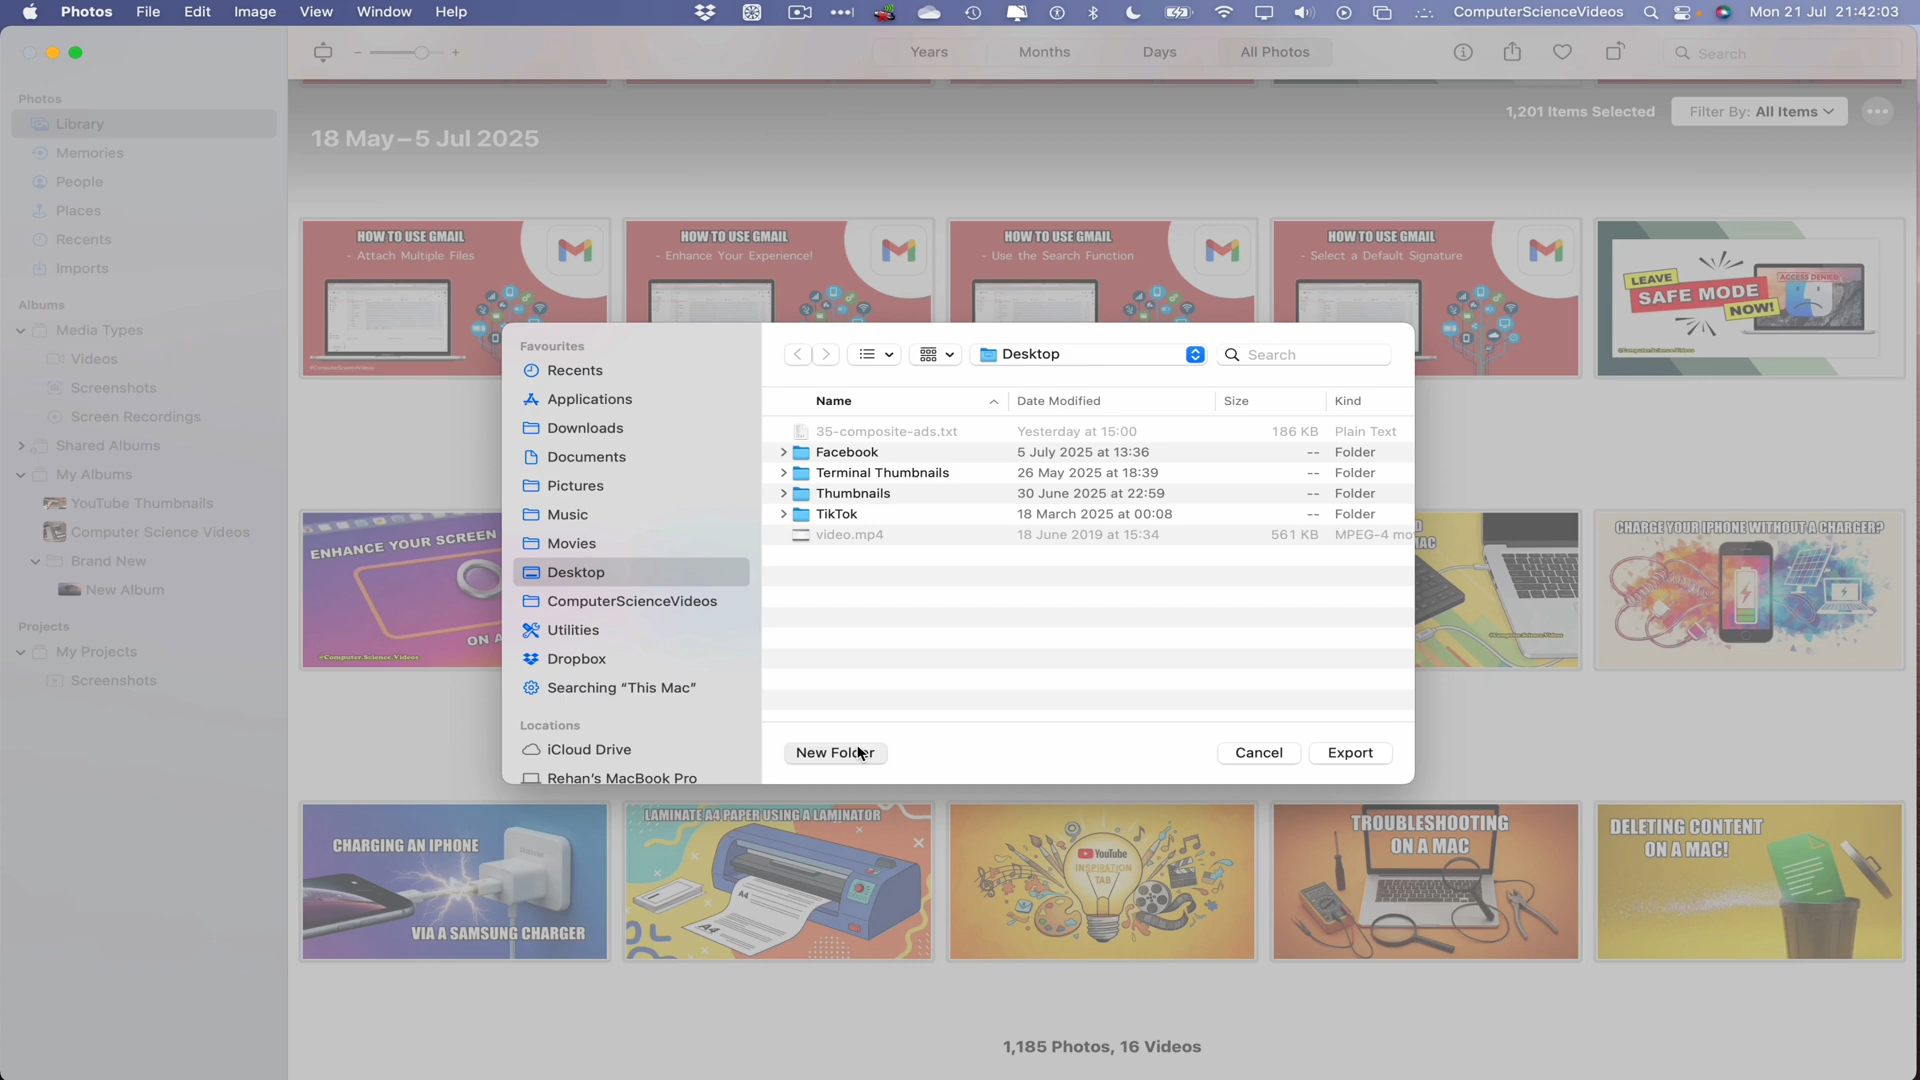 Photos File Edit Image View Window Help ComputerScienceVideos Mon 21 Jul 21:42:03
Years Months Days All Photos Search
Photos
Library
Memories
People
Places
Recents
Imports
Albums
Media Types
Videos
Screenshots
Screen Recordings
Shared Albums
My Albums
YouTube Thumbnails
Computer Science Videos
Brand New
New Album
Projects
My Projects
Screenshots
18 May – 5 Jul 2025
1,201 Items Selected
Filter By: All Items
HOW TO USE GMAIL
- Attach Multiple Files
HOW TO USE GMAIL
- Enhance Your Experience!
HOW TO USE GMAIL
- Use the Search Function
HOW TO USE GMAIL
- Select a Default Signature
LEAVE
SAFE MODE
NOW!
ACCESS DENIED
Favourites
Recents
Applications
Downloads
Documents
Pictures
Music
Movies
Desktop
ComputerScienceVideos
Utilities
Dropbox
Searching “This Mac”
Locations
iCloud Drive
Rehan’s MacBook Pro
Desktop
Search
Name Date Modified Size Kind
35-composite-ads.txt Yesterday at 15:00 186 KB Plain Text
Facebook 5 July 2025 at 13:36 -- Folder
Terminal Thumbnails 26 May 2025 at 18:39 -- Folder
Thumbnails 30 June 2025 at 22:59 -- Folder
TikTok 18 March 2025 at 00:08 -- Folder
video.mp4 18 June 2019 at 15:34 561 KB MPEG-4 mo
New Folder
Cancel
Export
ENHANCE YOUR SCREEN
ON A
CHARGE YOUR IPHONE WITHOUT A CHARGER?
CHARGING AN IPHONE
VIA A SAMSUNG CHARGER
LAMINATE A4 PAPER USING A LAMINATOR
A4
A4
YouTube
INSPIRATION
TAB
TROUBLESHOOTING
ON A MAC
DELETING CONTENT
ON A MAC!
1,185 Photos, 16 Videos